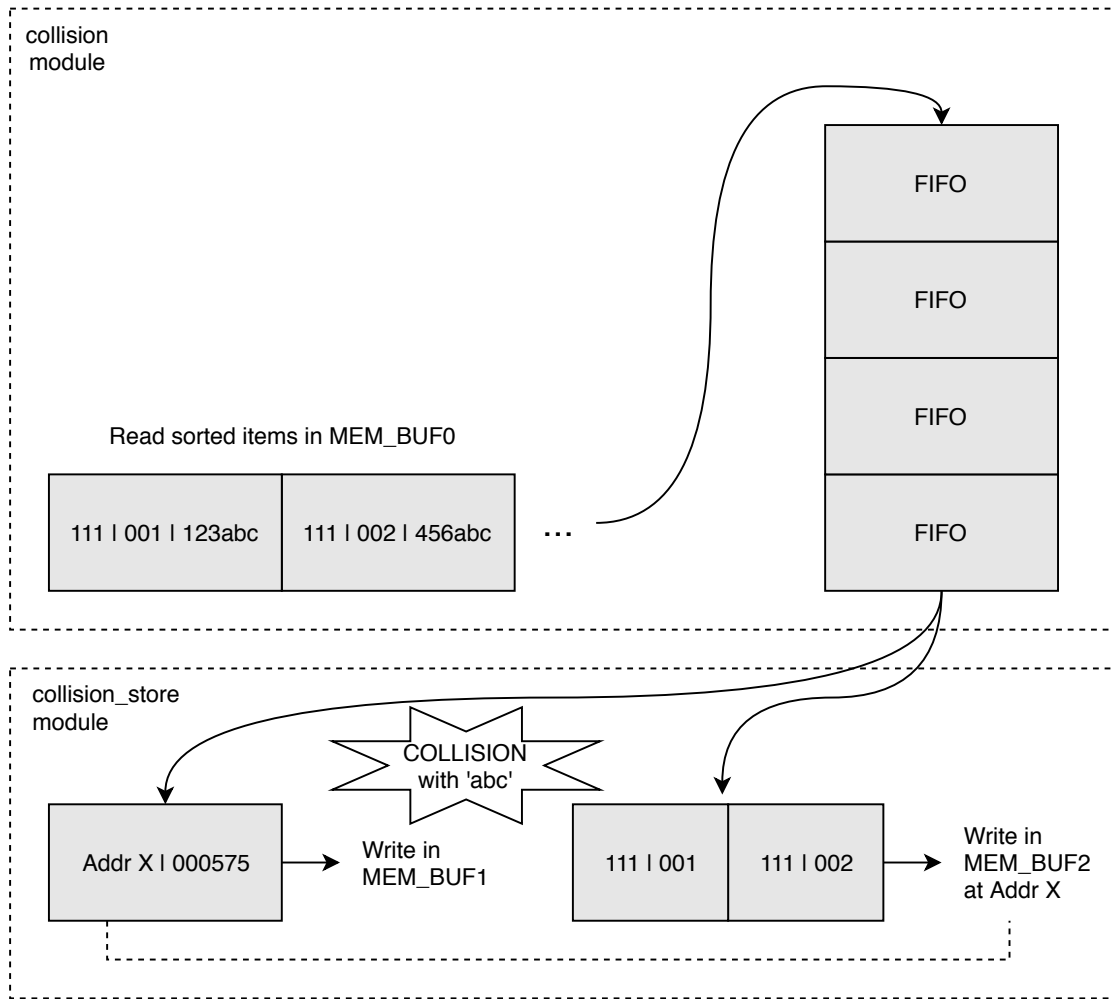 collision
module
FIFO
FIFO
FIFO
Read sorted items in MEM_BUF0
111 | 001 | 123abc
111 | 002 | 456abc
...
FIFO
collision_store
module
COLLISION
with 'abc'
Addr X | 000575
Write in
MEM_BUF1
111 | 001
111 | 002
Write in
MEM_BUF2
at Addr X